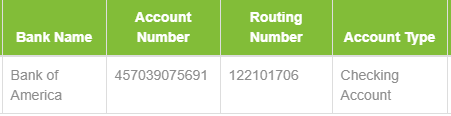 Bank Name Account Number Routing Number Account Type
Bank of America 457039075691 122101706 Checking Account